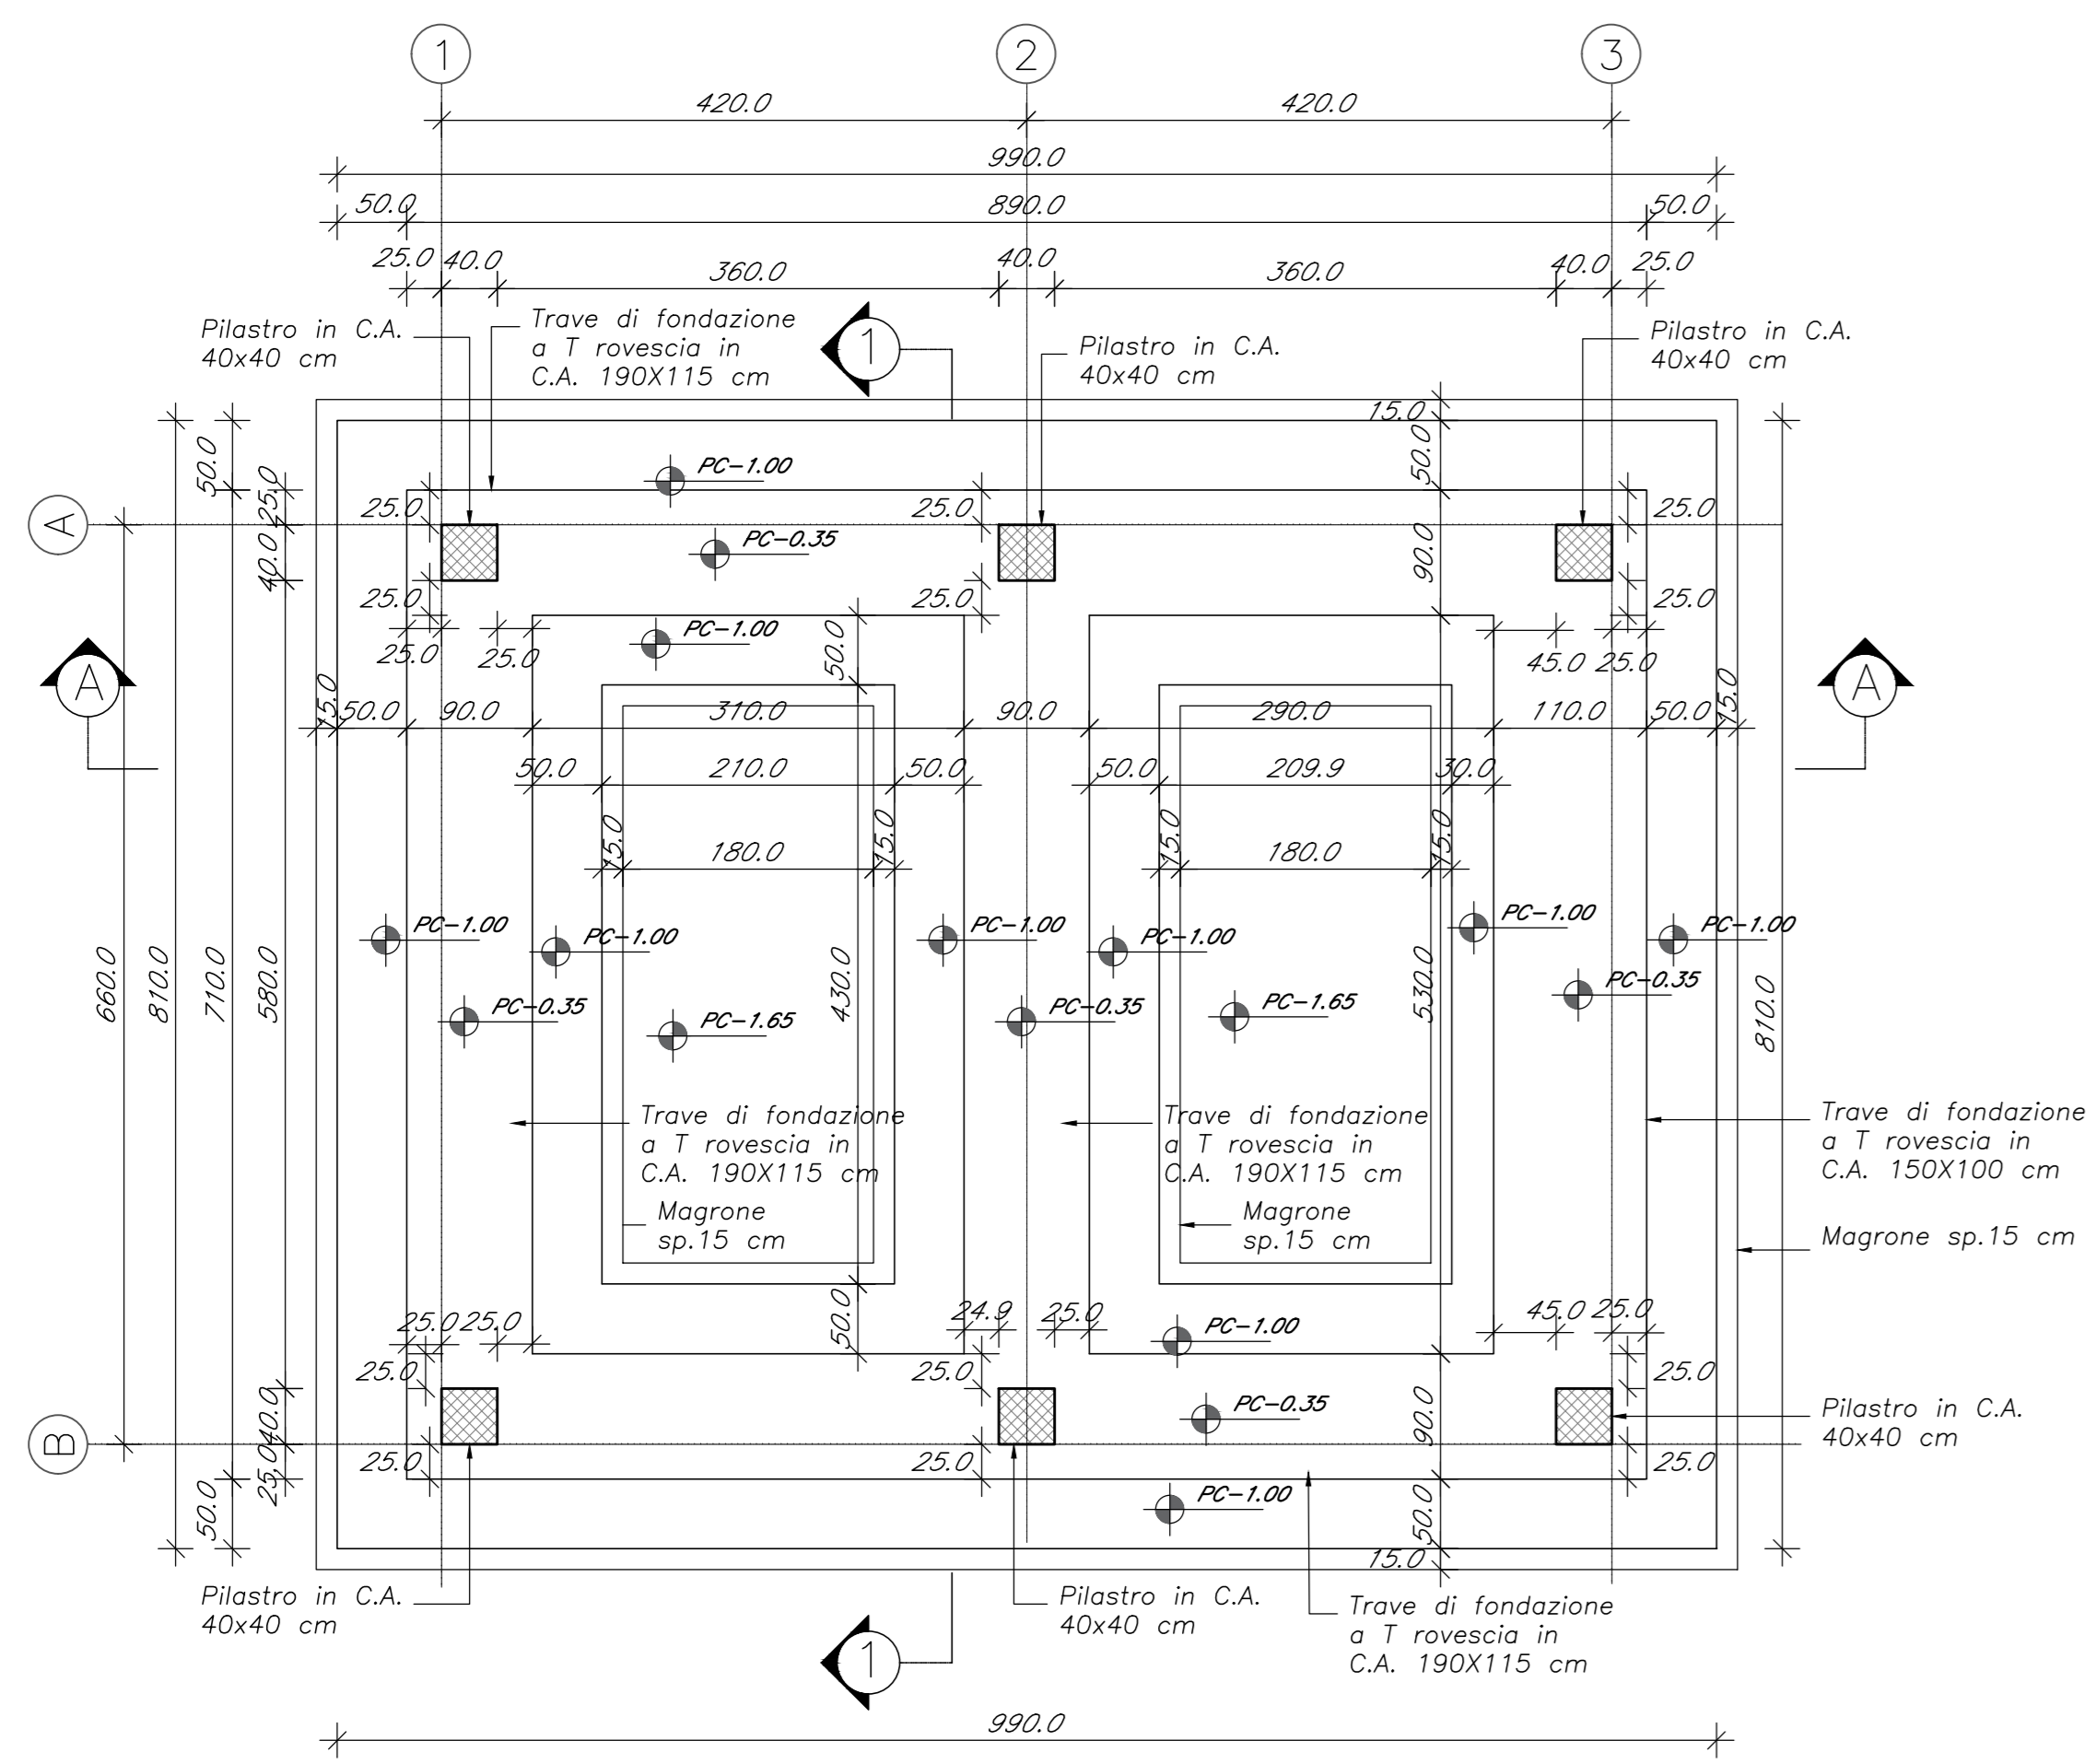 1
2
3
420.0
420.0
990.0
50.0
890.0
50.0
25.0
40.0
360.0
40.0
360.0
40.0
25.0
Pilastro in C.A.
40x40 cm
Trave di fondazione
a T rovescia in
C.A. 190X115 cm
1
Pilastro in C.A.
40x40 cm
Pilastro in C.A.
40x40 cm
15.0
50.0
50.0
PC-1.00
25.0
25.0
25.0
25.0
A
PC-0.35
40.0
90.0
25.0
25.0
25.0
PC-1.00
25.0
25.0
50.0
45.0
25.0
A
A
15.0
50.0
90.0
310.0
90.0
290.0
110.0
50.0
15.0
50.0
210.0
50.0
50.0
209.9
30.0
15.0
180.0
15.0
15.0
180.0
15.0
PC-1.00
PC-1.00
PC-1.00
PC-1.00
PC-1.00
PC-1.00
660.0
810.0
710.0
580.0
430.0
530.0
810.0
PC-0.35
PC-1.65
PC-0.35
PC-1.65
PC-0.35
Trave di fondazione
a T rovescia in
C.A. 190X115 cm
Trave di fondazione
a T rovescia in
C.A. 190X115 cm
Trave di fondazione
a T rovescia in
C.A. 150X100 cm
Magrone
sp.15 cm
Magrone
sp.15 cm
Magrone sp.15 cm
25.0
25.0
50.0
24.9
25.0
PC-1.00
45.0
25.0
25.0
25.0
25.0
40.0
PC-0.35
90.0
Pilastro in C.A.
40x40 cm
B
25.0
25.0
25.0
25.0
50.0
PC-1.00
50.0
15.0
Pilastro in C.A.
40x40 cm
Pilastro in C.A.
40x40 cm
Trave di fondazione
a T rovescia in
C.A. 190X115 cm
1
990.0